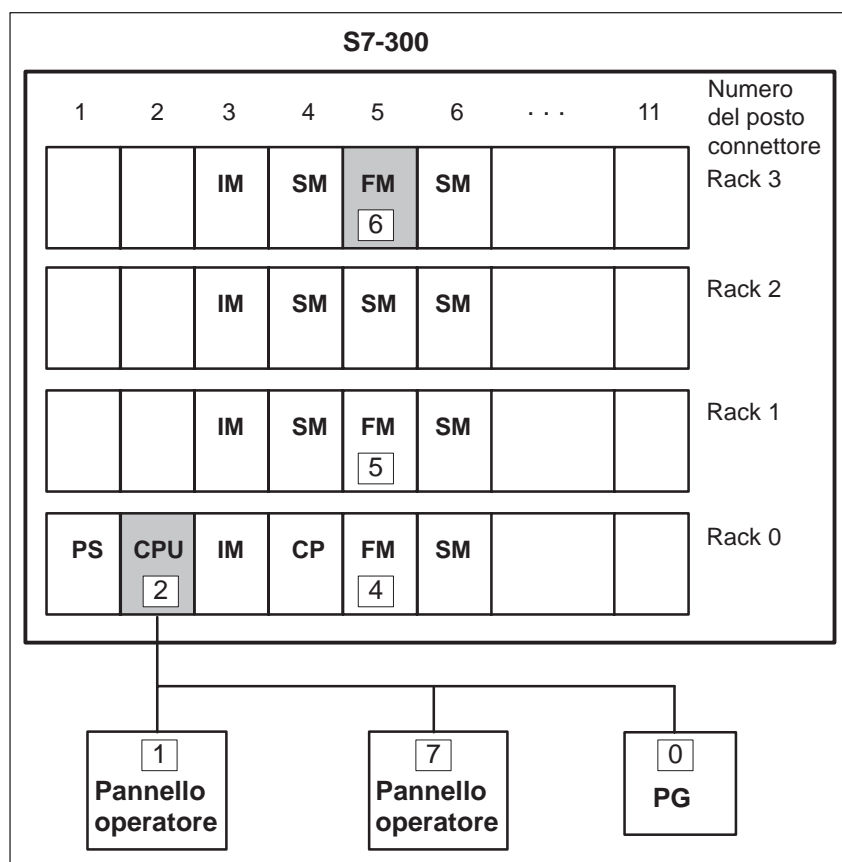 S7-300
1 2 3 4 5 6 . . . 11 Numero
del posto
connettore
IM SM FM SM Rack 3
6
IM SM SM SM Rack 2
IM SM FM SM Rack 1
5
PS CPU IM CP FM SM Rack 0
2 4
1 7 0
Pannello Pannello PG
operatore operatore